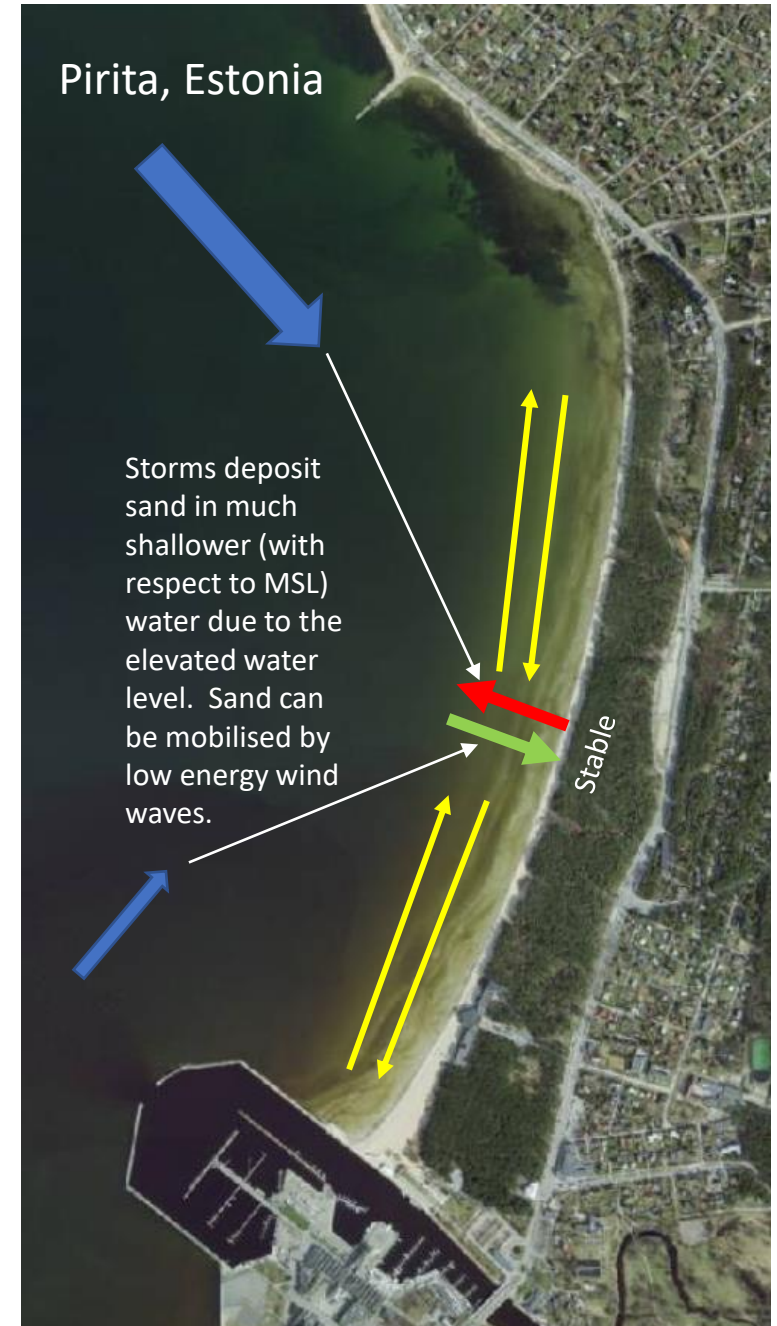 Pirita, Estonia
Storms deposit
sand in much
shallower (with
respect to MSL)
water due to the
elevated water
level.  Sand can
be mobilised by
low energy wind
waves.
Stable